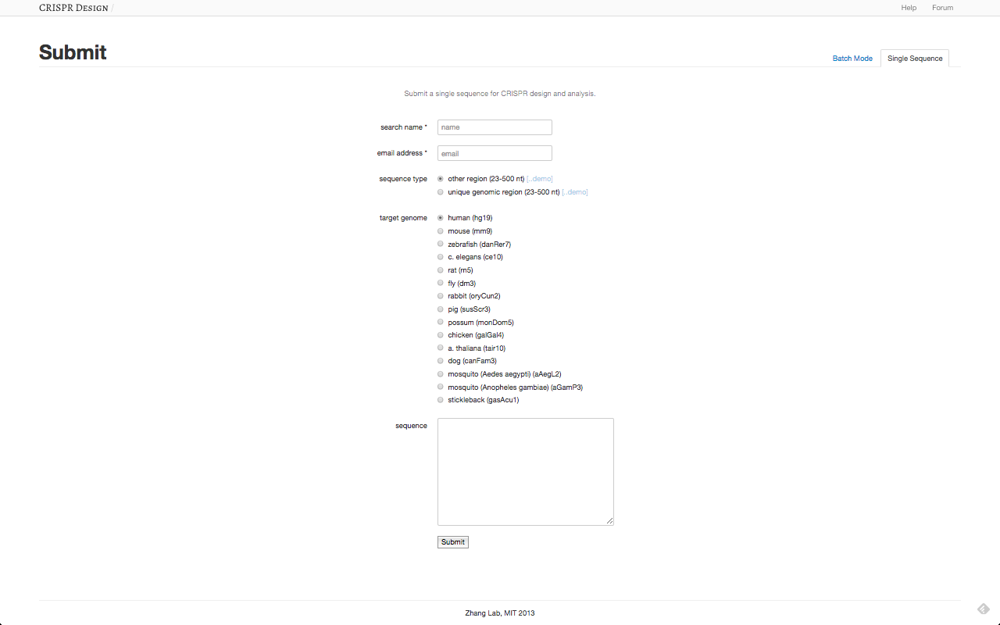 CRISPR Design /
Help Forum
Submit
Batch Mode Single Sequence
Submit a single sequence for CRISPR design and analysis.
search name * name
email address * email
sequence type other region (23-500 nt) [..demo]
unique genomic region (23-500 nt) [..demo]
target genome human (hg19)
mouse (mm9)
zebrafish (danRer7)
c. elegans (ce10)
rat (rn5)
fly (dm3)
rabbit (oryCun2)
pig (susScr3)
possum (monDom5)
chicken (galGal4)
a. thaliana (tair10)
dog (canFam3)
mosquito (Aedes aegypti) (aAegL2)
mosquito (Anopheles gambiae) (aGamP3)
stickleback (gasAcu1)
sequence
Submit
Zhang Lab, MIT 2013